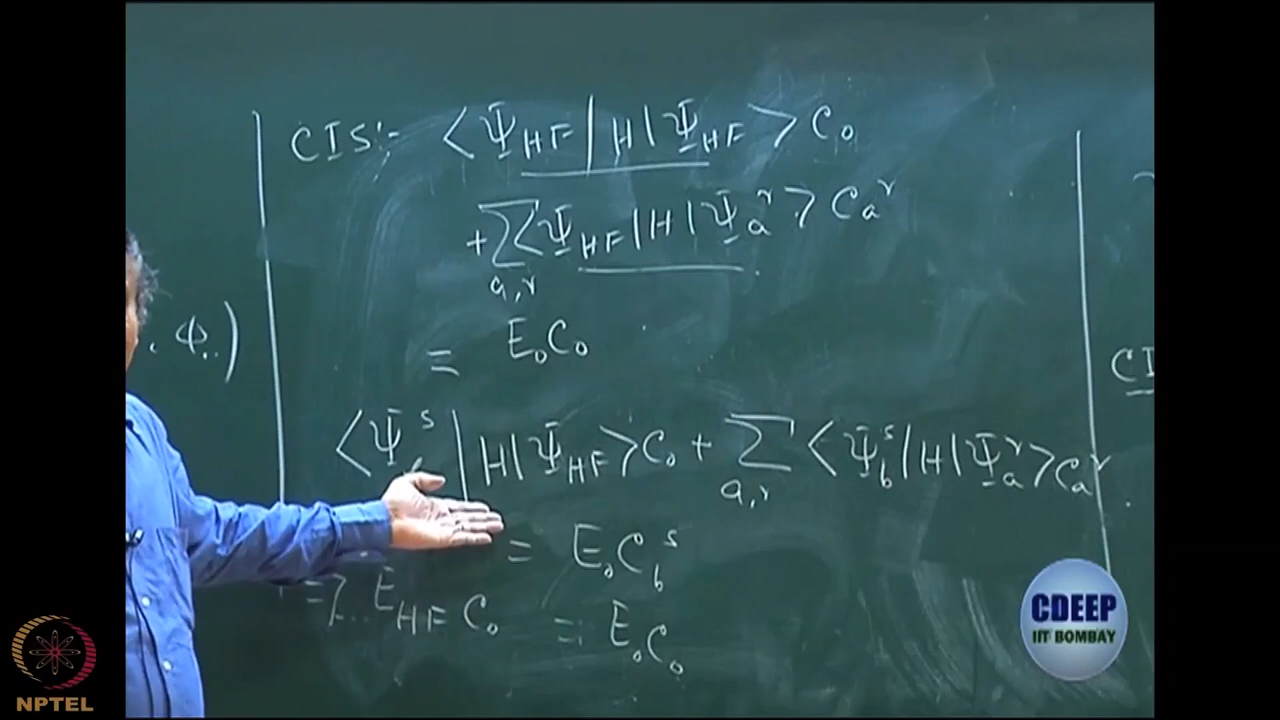 CIS:- <Ψ_HF|H|Ψ_HF> C_0
+ Σ_{a,r} <Ψ_HF|H|Ψ_a^r> C_a^r
= E_0 C_0
. Φ..)
CI
<Ψ_b^s|H|Ψ_HF> C_0 + Σ_{a,r} <Ψ_b^s|H|Ψ_a^r> C_a^r
= E_0 C_b^s
=> E_HF C_0 = E_0 C_0
CDEEP
IIT BOMBAY
NPTEL